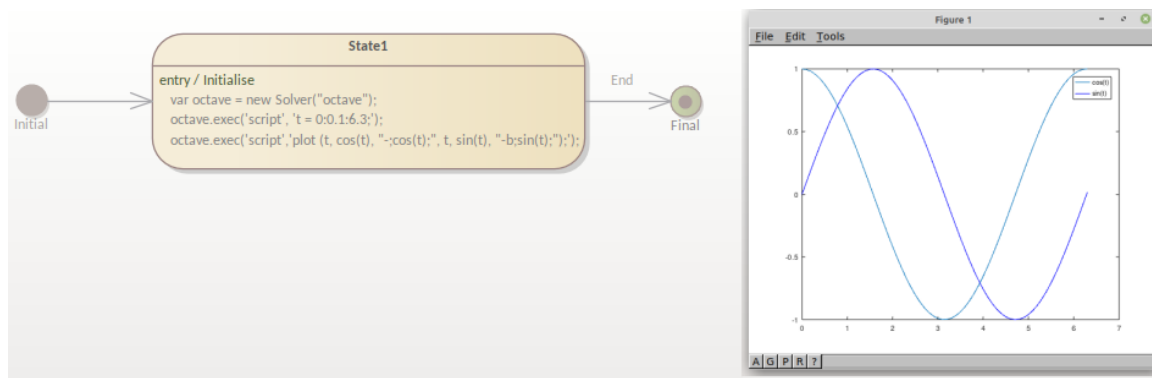 State1
entry / Initialise
var octave = new Solver("octave");
octave.exec('script', 't = 0:0.1:6.3;');
octave.exec('script','plot (t, cos(t), "-;cos(t);", t, sin(t), "-b;sin(t);");');
Initial
End
Final
Figure 1
File Edit Tools
cos(t)
sin(t)
1
0.5
0
-0.5
-1
0 1 2 3 4 5 6 7
A G P R ?